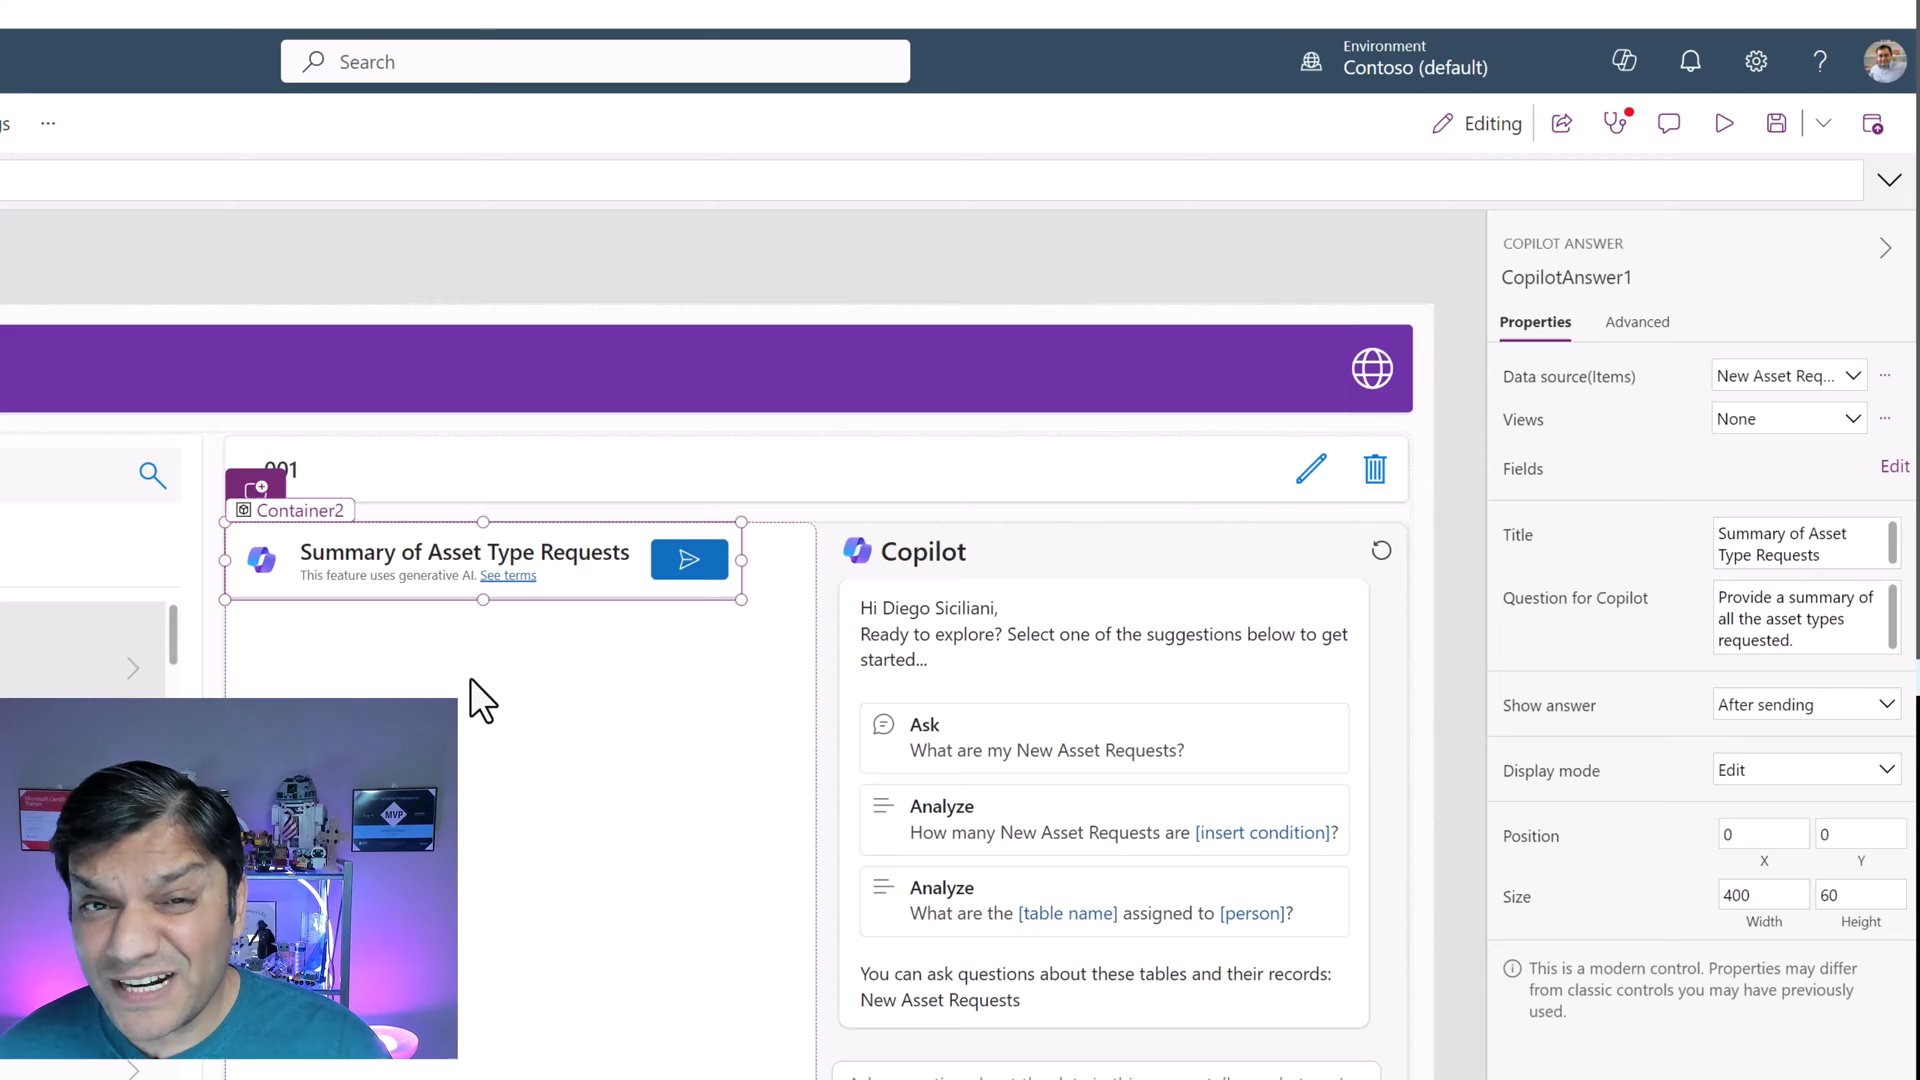 Search
Environment
Contoso (default)
?
gs
...
Editing
COPILOT ANSWER
CopilotAnswer1
Properties
Advanced
Data source(Items)
New Asset Req...
...
Views
None
...
Fields
Edit
001
Container2
Summary of Asset Type Requests
This feature uses generative AI. See terms
Copilot
Hi Diego Siciliani,
Ready to explore? Select one of the suggestions below to get
started...
Ask
What are my New Asset Requests?
Analyze
How many New Asset Requests are [insert condition]?
Analyze
What are the [table name] assigned to [person]?
You can ask questions about these tables and their records:
New Asset Requests
Title
Summary of Asset
Type Requests
Question for Copilot
Provide a summary of
all the asset types
requested.
Show answer
After sending
Display mode
Edit
Position
0
0
X
Y
Size
400
60
Width
Height
This is a modern control. Properties may differ
from classic controls you may have previously
used.
MVP